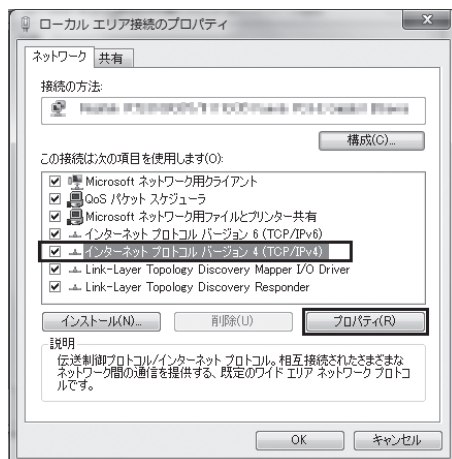 ローカル エリア接続のプロパティ
ネットワーク 共有
接続の方法:
構成(C)...
この接続は次の項目を使用します(O):
Microsoft ネットワーク用クライアント
QoS パケット スケジューラ
Microsoft ネットワーク用ファイルとプリンター共有
インターネット プロトコル バージョン 6 (TCP/IPv6)
インターネット プロトコル バージョン 4 (TCP/IPv4)
Link-Layer Topology Discovery Mapper I/O Driver
Link-Layer Topology Discovery Responder
インストール(N)... 削除(U) プロパティ(R)
説明
伝送制御プロトコル/インターネット プロトコル。相互接続されたさまざまな
ネットワーク間の通信を提供する、既定のワイド エリア ネットワーク プロトコ
ルです。
OK キャンセル